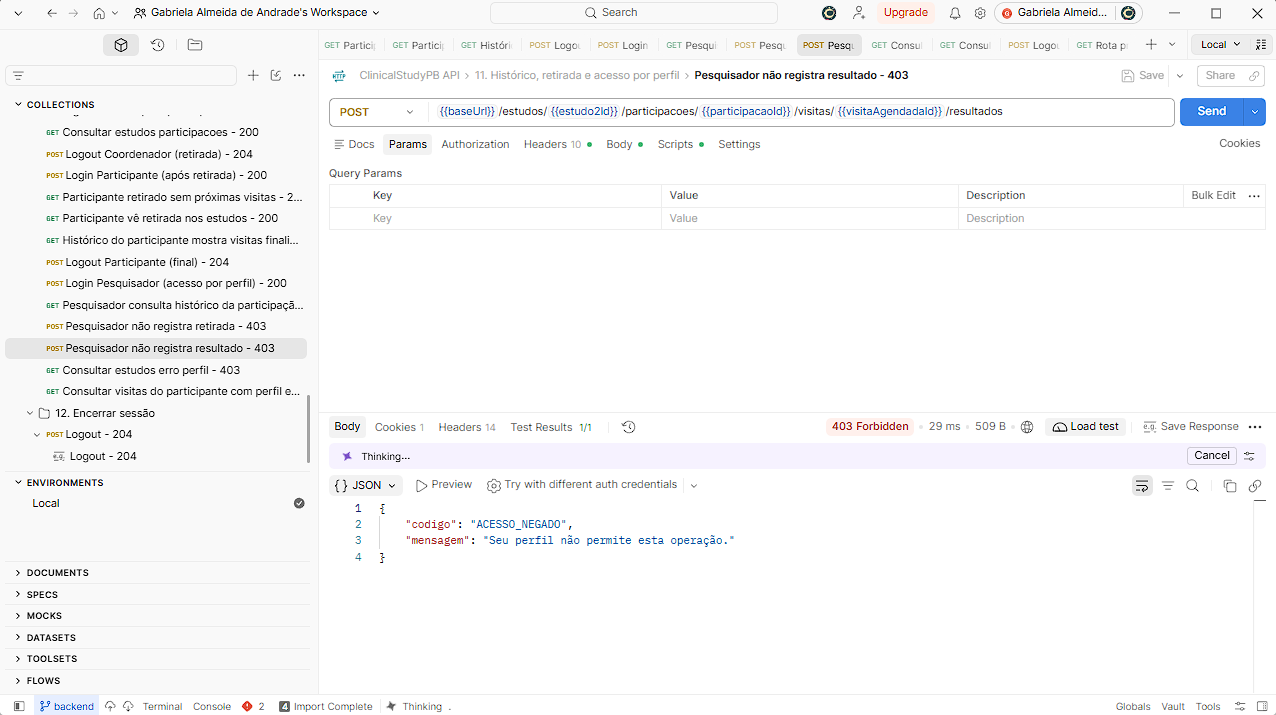 Gabriela Almeida de Andrade's Workspace
Search
Upgrade
Gabriela Almeid...
GET Particip
GET Particip
GET Históri
POST Logou
POST Login
GET Pesqui
POST Pesqu
POST Pesqu
GET Consul
GET Consul
POST Logou
GET Rota p
Local
ClinicalStudyPB API > 11. Histórico, retirada e acesso por perfil > Pesquisador não registra resultado - 403
Save
Share
COLLECTIONS
GET Consultar estudos participacoes - 200
POST Logout Coordenador (retirada) - 204
POST Login Participante (após retirada) - 200
GET Participante retirado sem próximas visitas - 2...
GET Participante vê retirada nos estudos - 200
GET Histórico do participante mostra visitas finali...
POST Logout Participante (final) - 204
POST Login Pesquisador (acesso por perfil) - 200
GET Pesquisador consulta histórico da participaçã...
POST Pesquisador não registra retirada - 403
POST Pesquisador não registra resultado - 403
GET Consultar estudos erro perfil - 403
GET Consultar visitas do participante com perfil e...
12. Encerrar sessão
POST Logout - 204
e.g. Logout - 204
ENVIRONMENTS
Local
DOCUMENTS
SPECS
MOCKS
DATASETS
TOOLSETS
FLOWS
POST
{{baseUrl}} /estudos/ {{estudo2Id}} /participacoes/ {{participacaoId}} /visitas/ {{visitaAgendadaId}} /resultados
Send
Docs
Params
Authorization
Headers 10
Body
Scripts
Settings
Cookies
Query Params
Key
Value
Description
Bulk Edit
Key
Value
Description
Body
Cookies 1
Headers 14
Test Results 1/1
403 Forbidden
29 ms
509 B
Load test
e.g. Save Response
Thinking...
Cancel
{ } JSON
Preview
Try with different auth credentials
1 {
2 "codigo": "ACESSO_NEGADO",
3 "mensagem": "Seu perfil não permite esta operação."
4 }
backend
Terminal
Console
2
4 Import Complete
Thinking .
Globals
Vault
Tools